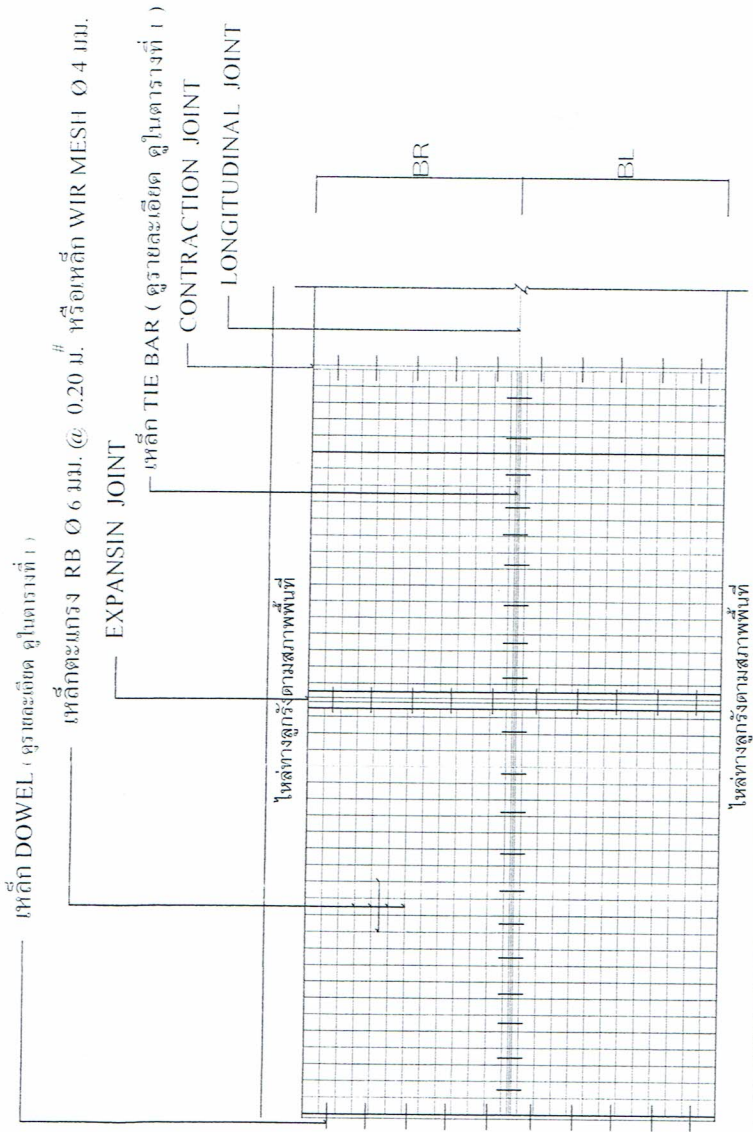 เหล็ก DOWEL ( ดูรายละเอียด ดูในตารางที่ 1 )
เหล็กตะแกรง RB Ø 6 มม. @ 0.20 ม.# หรือเหล็ก WIR MESH Ø 4 มม.
EXPANSIN JOINT
เหล็ก TIE BAR ( ดูรายละเอียด ดูในตารางที่ 1 )
CONTRACTION JOINT
LONGITUDINAL JOINT
ไหล่ทางลูกรังตามสภาพพื้นที่
BR
BL
ไหล่ทางลูกรังตามสภาพพื้นที่